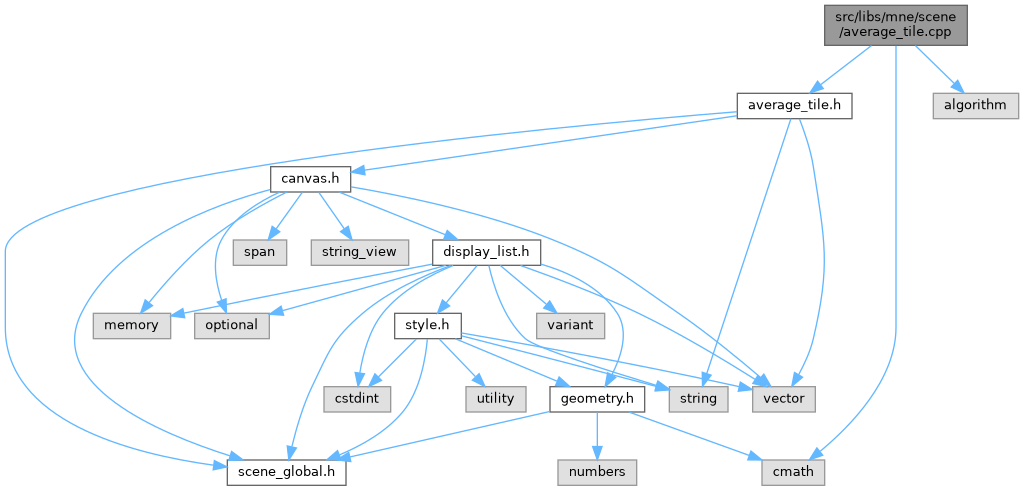 src/libs/mne/scene
/average_tile.cpp
average_tile.h
algorithm
canvas.h
span
string_view
display_list.h
memory
optional
style.h
variant
cstdint
utility
geometry.h
string
vector
scene_global.h
numbers
cmath